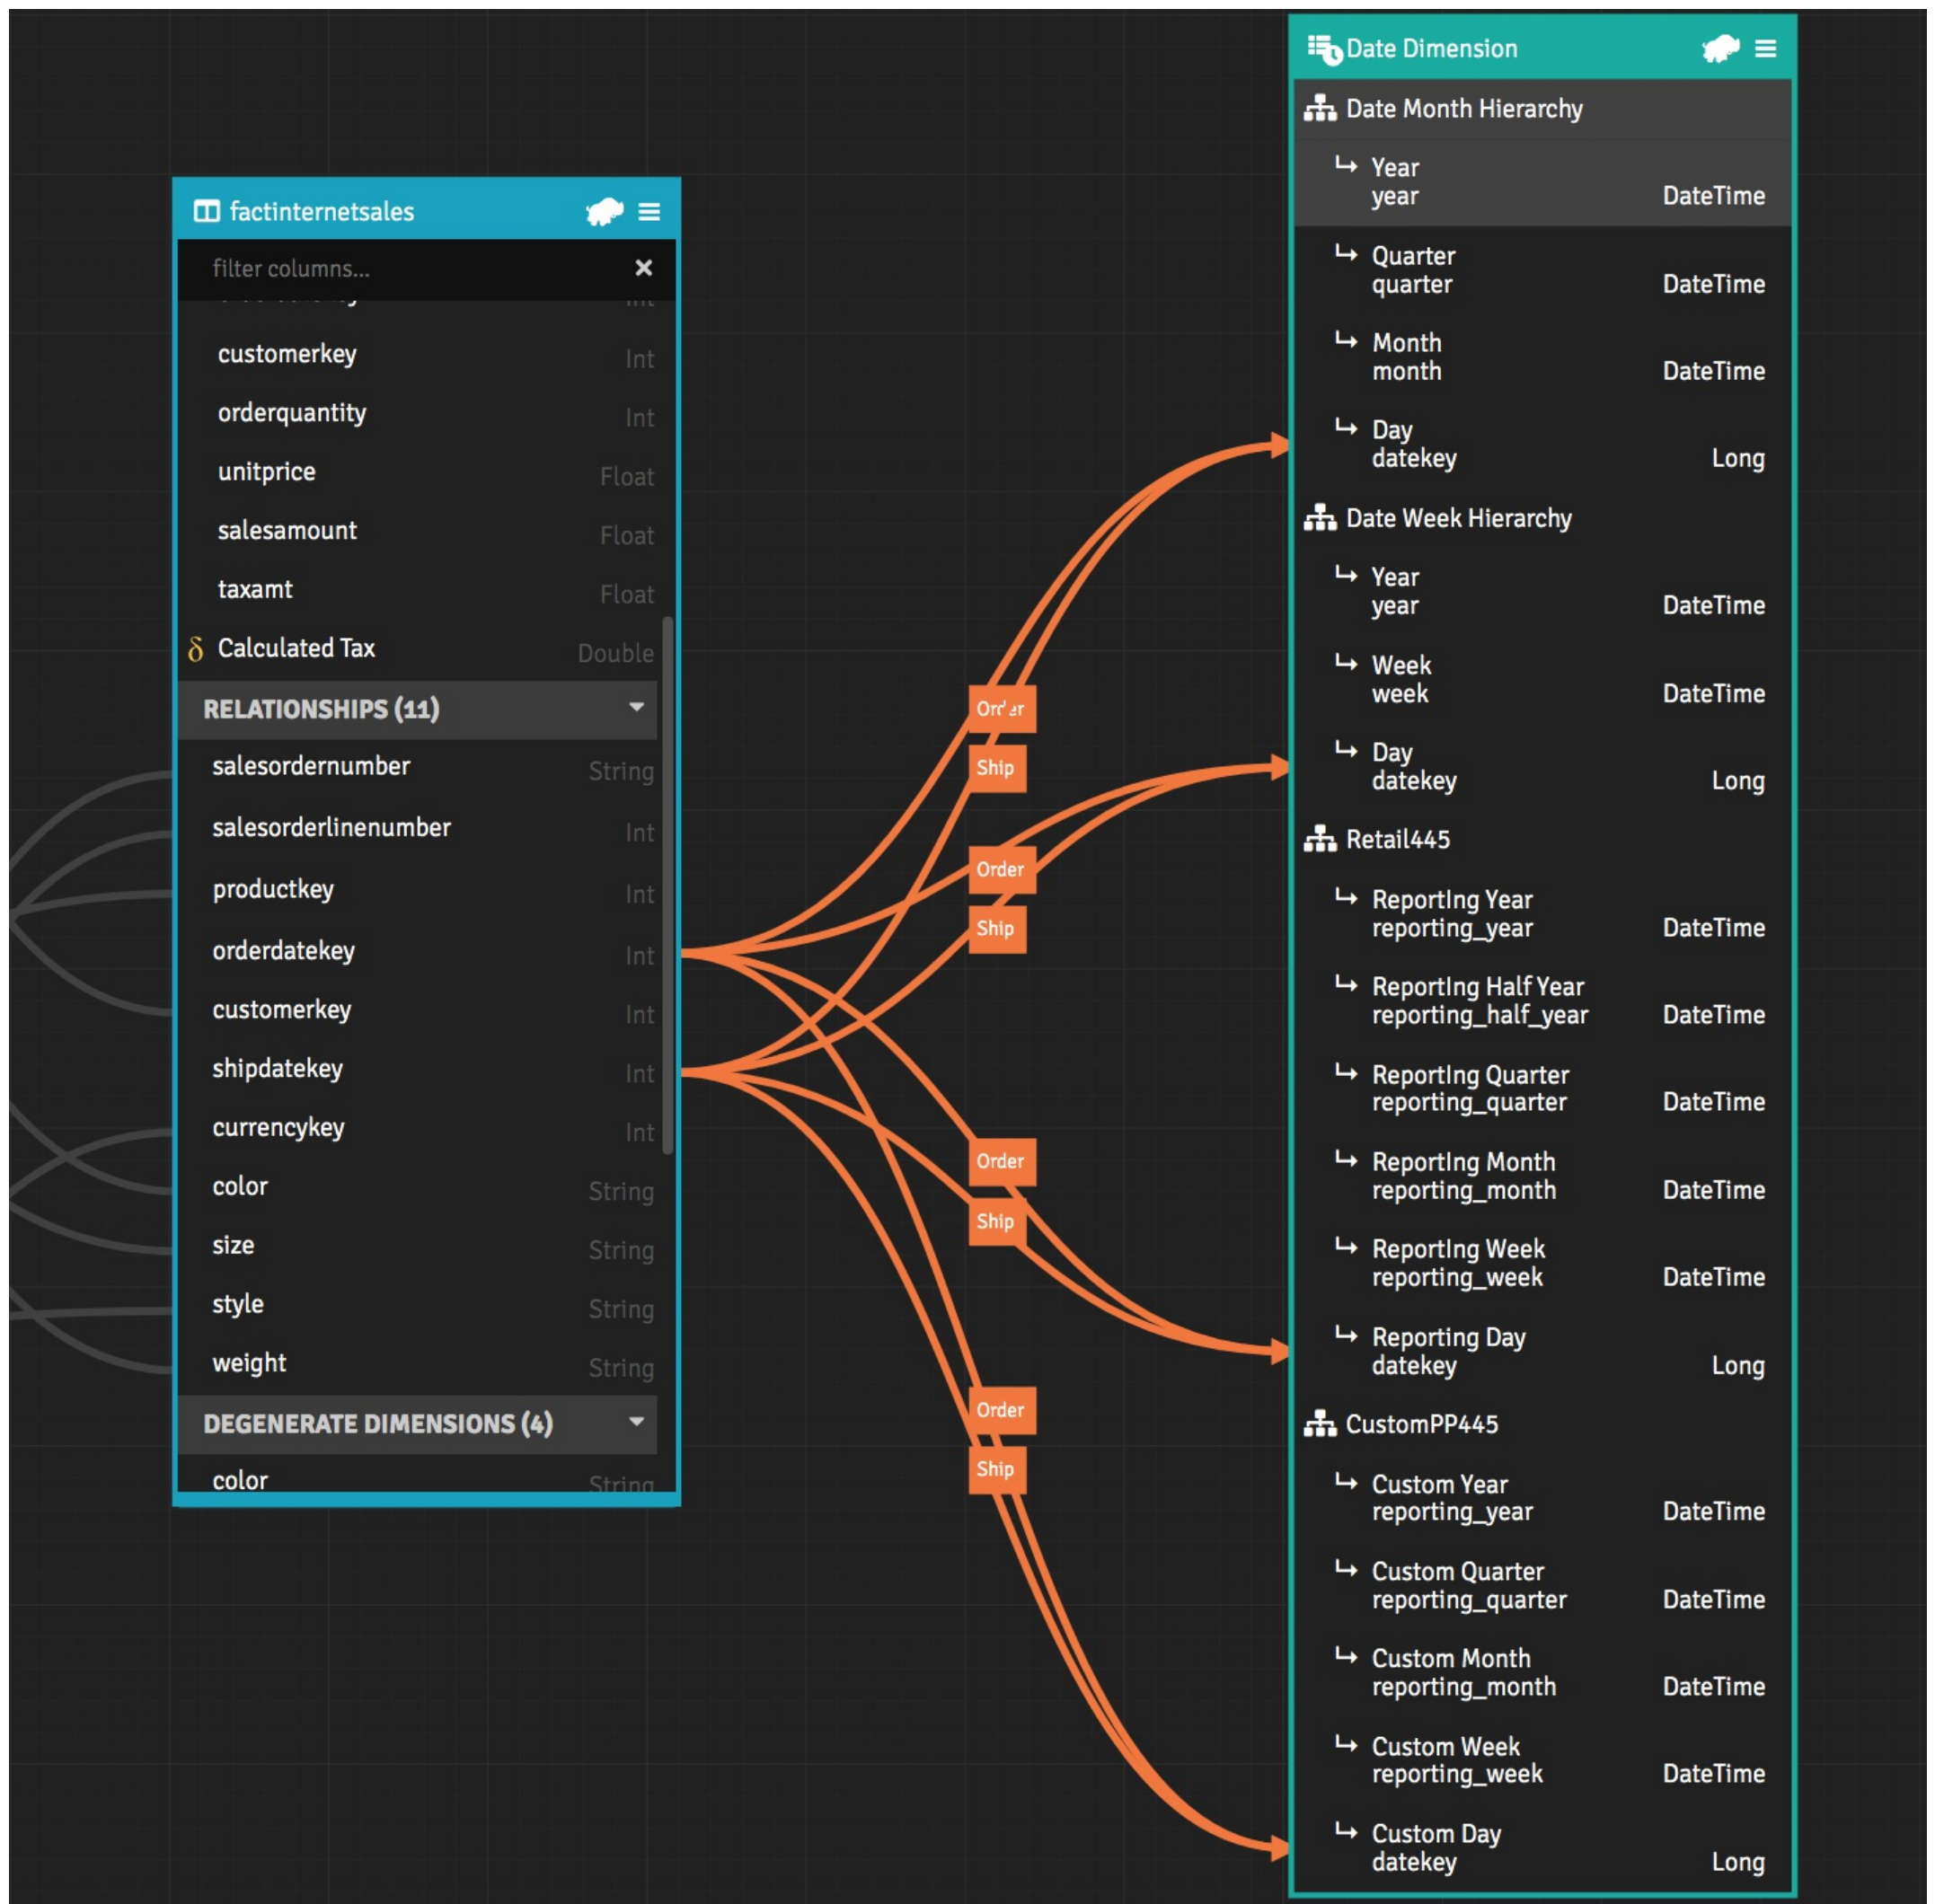 factinternetsales
filter columns...
customerkey Int
orderquantity Int
unitprice Float
salesamount Float
taxamt Float
δ Calculated Tax Double
RELATIONSHIPS (11)
salesordernumber String
salesorderlinenumber Int
productkey Int
orderdatekey Int
customerkey Int
shipdatekey Int
currencykey Int
color String
size String
style String
weight String
DEGENERATE DIMENSIONS (4)
color String
Order
Ship
Order
Ship
Order
Ship
Order
Ship
Date Dimension
Date Month Hierarchy
Year
year DateTime
Quarter
quarter DateTime
Month
month DateTime
Day
datekey Long
Date Week Hierarchy
Year
year DateTime
Week
week DateTime
Day
datekey Long
Retail445
ReportIng Year
reporting_year DateTime
ReportIng Half Year
reporting_half_year DateTime
ReportIng Quarter
reporting_quarter DateTime
ReportIng Month
reporting_month DateTime
ReportIng Week
reporting_week DateTime
Reporting Day
datekey Long
CustomPP445
Custom Year
reporting_year DateTime
Custom Quarter
reporting_quarter DateTime
Custom Month
reporting_month DateTime
Custom Week
reporting_week DateTime
Custom Day
datekey Long